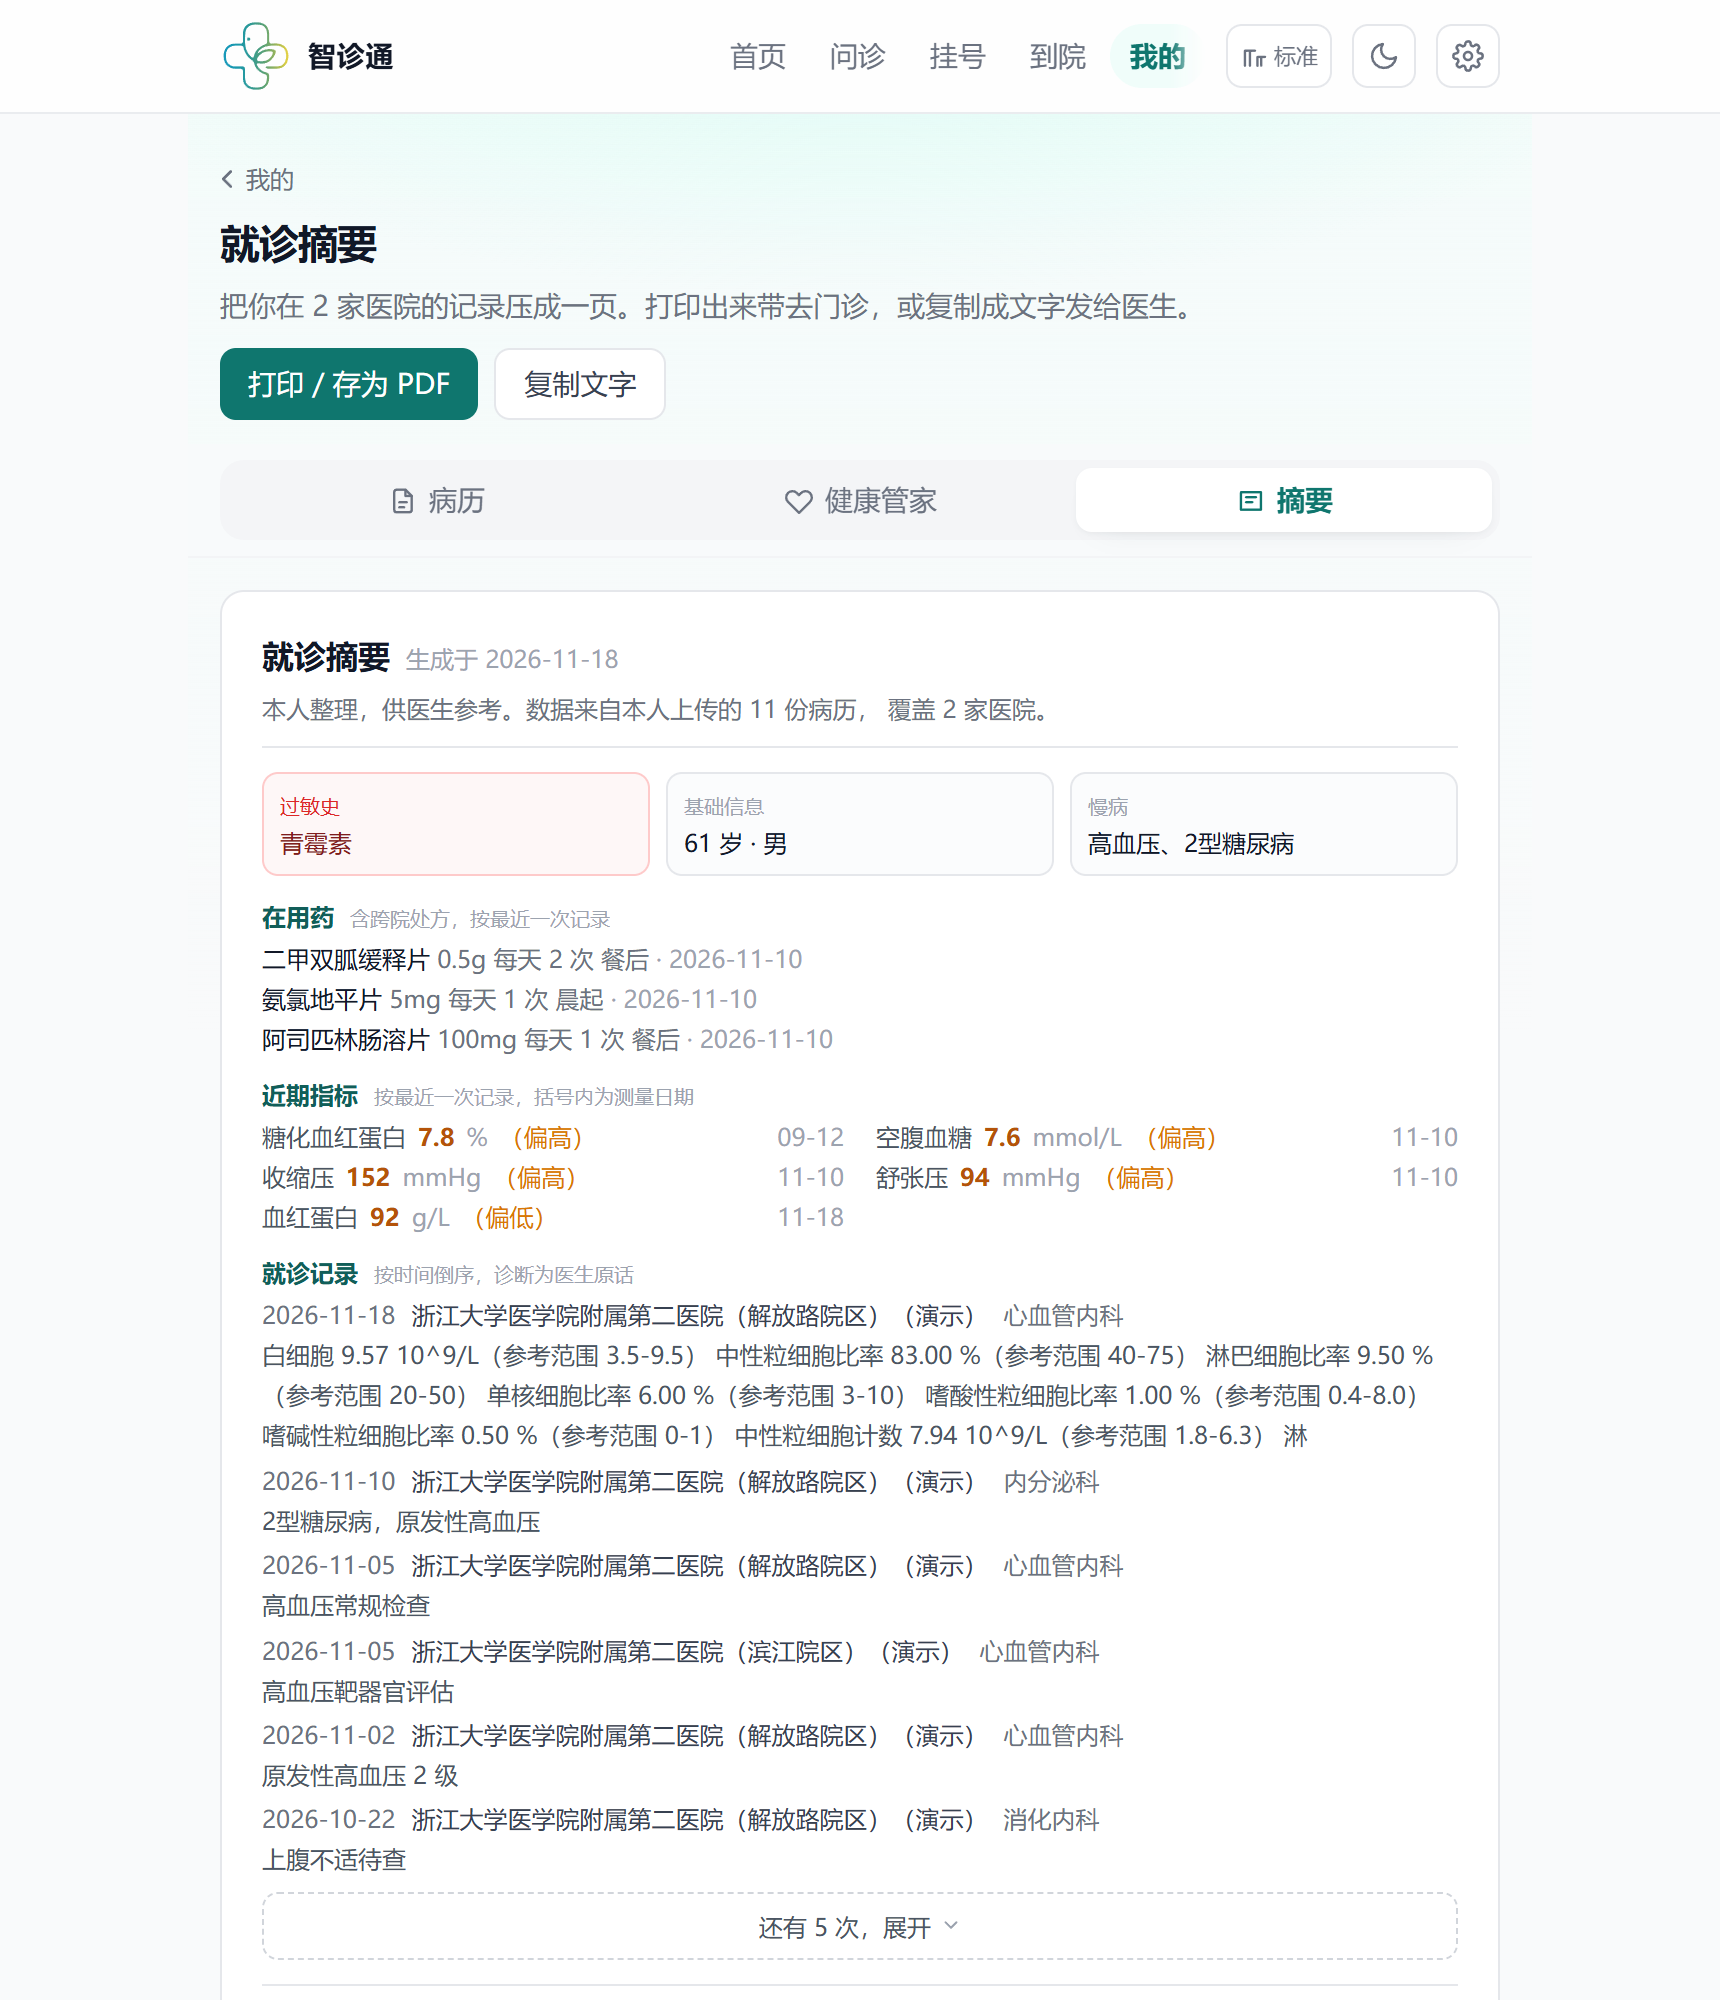 智诊通
首页 问诊 挂号 到院 我的 标准
我的
就诊摘要
把你在 2 家医院的记录压成一页。打印出来带去门诊，或复制成文字发给医生。
打印 / 存为 PDF 复制文字
病历 健康管家 摘要
就诊摘要 生成于 2026-11-18
本人整理，供医生参考。数据来自本人上传的 11 份病历， 覆盖 2 家医院。
过敏史 基础信息 慢病
青霉素 61 岁 · 男 高血压、2型糖尿病
在用药 含跨院处方，按最近一次记录
二甲双胍缓释片 0.5g 每天 2 次 餐后 · 2026-11-10
氨氯地平片 5mg 每天 1 次 晨起 · 2026-11-10
阿司匹林肠溶片 100mg 每天 1 次 餐后 · 2026-11-10
近期指标 按最近一次记录，括号内为测量日期
糖化血红蛋白 7.8 % （偏高） 09-12 空腹血糖 7.6 mmol/L （偏高） 11-10
收缩压 152 mmHg （偏高） 11-10 舒张压 94 mmHg （偏高） 11-10
血红蛋白 92 g/L （偏低） 11-18
就诊记录 按时间倒序，诊断为医生原话
2026-11-18 浙江大学医学院附属第二医院（解放路院区）（演示） 心血管内科
白细胞 9.57 10^9/L（参考范围 3.5-9.5） 中性粒细胞比率 83.00 %（参考范围 40-75） 淋巴细胞比率 9.50 %
（参考范围 20-50） 单核细胞比率 6.00 %（参考范围 3-10） 嗜酸性粒细胞比率 1.00 %（参考范围 0.4-8.0）
嗜碱性粒细胞比率 0.50 %（参考范围 0-1） 中性粒细胞计数 7.94 10^9/L（参考范围 1.8-6.3） 淋
2026-11-10 浙江大学医学院附属第二医院（解放路院区）（演示） 内分泌科
2型糖尿病，原发性高血压
2026-11-05 浙江大学医学院附属第二医院（解放路院区）（演示） 心血管内科
高血压常规检查
2026-11-05 浙江大学医学院附属第二医院（滨江院区）（演示） 心血管内科
高血压靶器官评估
2026-11-02 浙江大学医学院附属第二医院（解放路院区）（演示） 心血管内科
原发性高血压 2 级
2026-10-22 浙江大学医学院附属第二医院（解放路院区）（演示） 消化内科
上腹不适待查
还有 5 次，展开